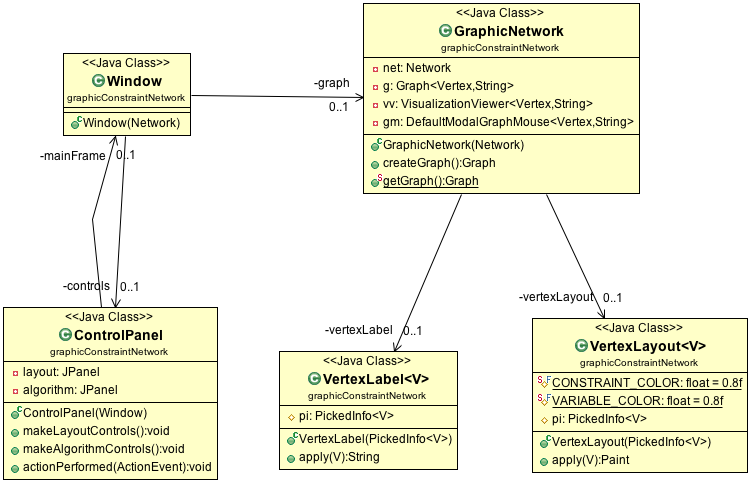 <<Java Class>>
GraphicNetwork
graphicConstraintNetwork
net: Network
g: Graph<Vertex,String>
vv: VisualizationViewer<Vertex,String>
gm: DefaultModalGraphMouse<Vertex,String>
GraphicNetwork(Network)
createGraph():Graph
getGraph():Graph
<<Java Class>>
Window
graphicConstraintNetwork
Window(Network)
-graph
0..1
-mainFrame
0..1
-controls
0..1
-vertexLabel
0..1
-vertexLayout
0..1
<<Java Class>>
ControlPanel
graphicConstraintNetwork
layout: JPanel
algorithm: JPanel
ControlPanel(Window)
makeLayoutControls():void
makeAlgorithmControls():void
actionPerformed(ActionEvent):void
<<Java Class>>
VertexLabel<V>
graphicConstraintNetwork
pi: PickedInfo<V>
VertexLabel(PickedInfo<V>)
apply(V):String
<<Java Class>>
VertexLayout<V>
graphicConstraintNetwork
CONSTRAINT_COLOR: float = 0.8f
VARIABLE_COLOR: float = 0.8f
pi: PickedInfo<V>
VertexLayout(PickedInfo<V>)
apply(V):Paint